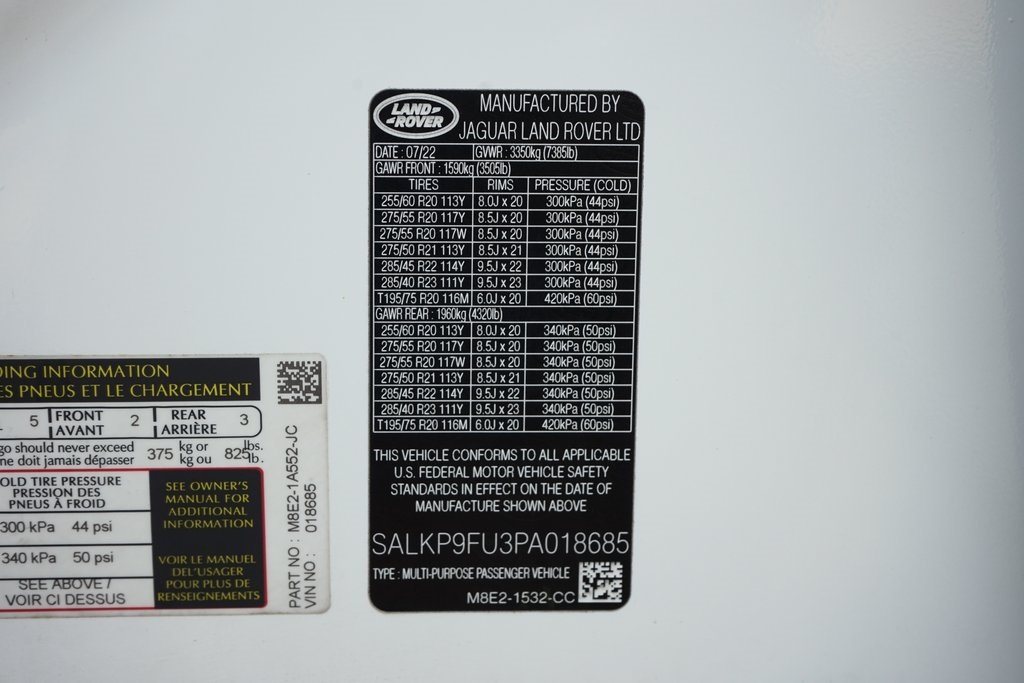 LAND-
-ROVER
MANUFACTURED BY
JAGUAR LAND ROVER LTD
DATE : 07/22 GVWR : 3350kg (7385lb)
GAWR FRONT : 1590kg (3505lb)
TIRES RIMS PRESSURE (COLD)
255/60 R20 113Y 8.0J x 20 300kPa (44psi)
275/55 R20 117Y 8.5J x 20 300kPa (44psi)
275/55 R20 117W 8.5J x 20 300kPa (44psi)
275/50 R21 113Y 8.5J x 21 300kPa (44psi)
285/45 R22 114Y 9.5J x 22 300kPa (44psi)
285/40 R23 111Y 9.5J x 23 300kPa (44psi)
T195/75 R20 116M 6.0J x 20 420kPa (60psi)
GAWR REAR : 1960kg (4320lb)
255/60 R20 113Y 8.0J x 20 340kPa (50psi)
275/55 R20 117Y 8.5J x 20 340kPa (50psi)
275/55 R20 117W 8.5J x 20 340kPa (50psi)
275/50 R21 113Y 8.5J x 21 340kPa (50psi)
285/45 R22 114Y 9.5J x 22 340kPa (50psi)
285/40 R23 111Y 9.5J x 23 340kPa (50psi)
T195/75 R20 116M 6.0J x 20 420kPa (60psi)
THIS VEHICLE CONFORMS TO ALL APPLICABLE
U.S. FEDERAL MOTOR VEHICLE SAFETY
STANDARDS IN EFFECT ON THE DATE OF
MANUFACTURE SHOWN ABOVE
SALKP9FU3PA018685
TYPE : MULTI-PURPOSE PASSENGER VEHICLE
M8E2-1532-CC
DING INFORMATION
ES PNEUS ET LE CHARGEMENT
5 FRONT 2 REAR 3
AVANT ARRIÈRE
go should never exceed 375 kg or 825 lbs.
ne doit jamais dépasser kg ou lb.
OLD TIRE PRESSURE
PRESSION DES
PNEUS À FROID
300 kPa 44 psi
340 kPa 50 psi
SEE ABOVE /
VOIR CI DESSUS
SEE OWNER'S
MANUAL FOR
ADDITIONAL
INFORMATION
VOIR LE MANUEL
DEL'USAGER
POUR PLUS DE
RENSEIGNEMENTS
PART NO : M8E2-1A552-JC
VIN NO : 018685